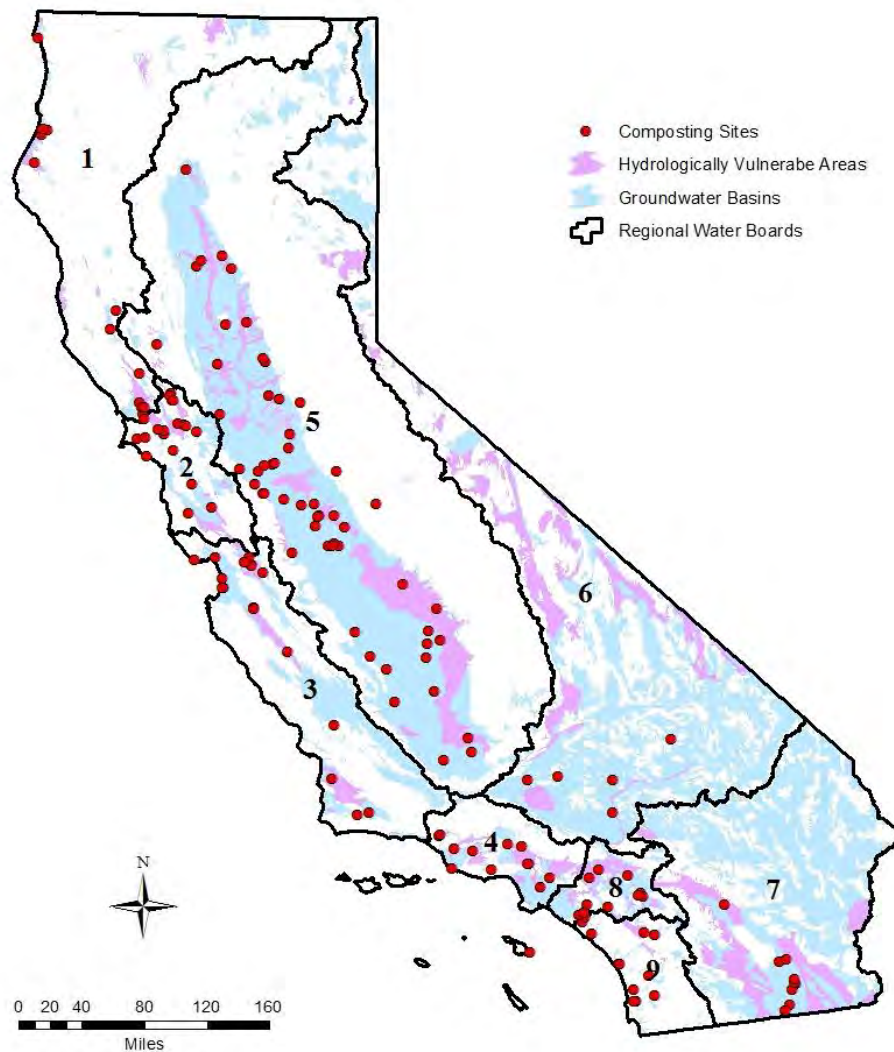 Composting Sites
1
Hydrologically Vulnerabe Areas
Groundwater Basins
Regional Water Boards
5
2
6
3
4
N
8
7
9
0 20 40 80 120 160
Miles